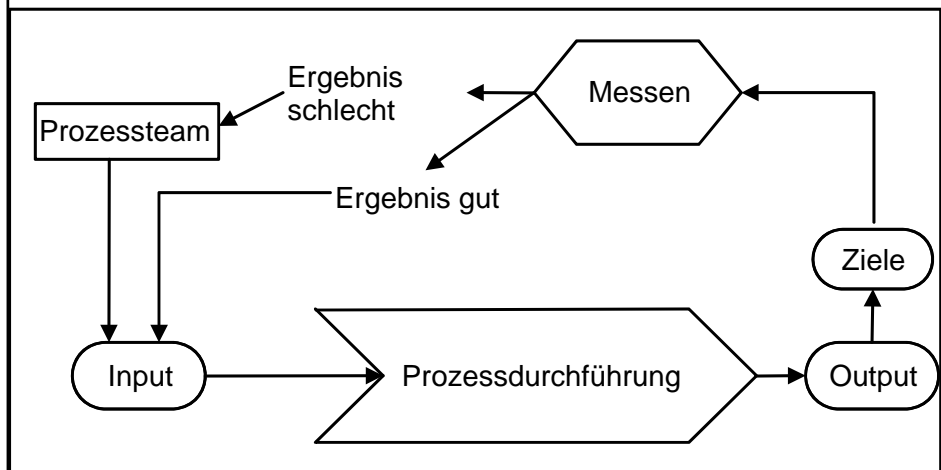 Ergebnis
schlecht
Messen
Prozessteam
Ergebnis gut
Ziele
Input
Prozessdurchführung
Output